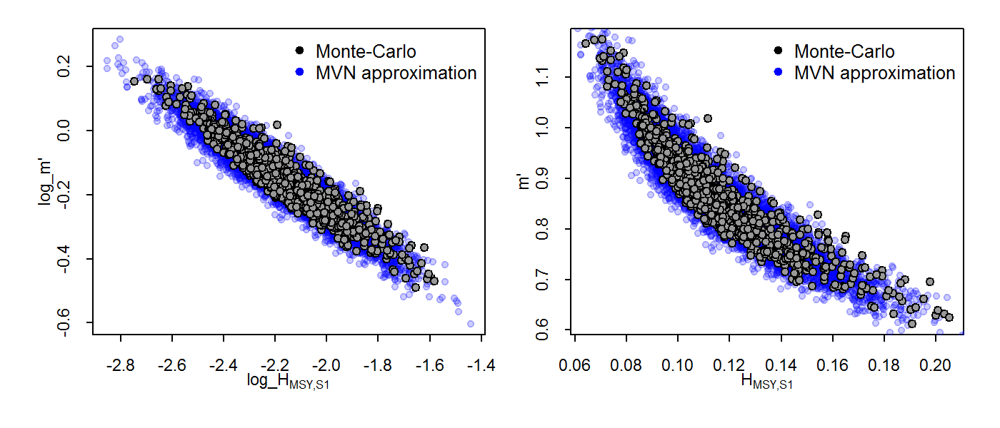 Monte-Carlo
MVN approximation
log_m'
0.2
0.0
-0.2
-0.4
-0.6
-2.8 -2.6 -2.4 -2.2 -2.0 -1.8 -1.6 -1.4
log_H_MSY,S1
Monte-Carlo
MVN approximation
m'
1.1
1.0
0.9
0.8
0.7
0.6
0.06 0.08 0.10 0.12 0.14 0.16 0.18 0.20
H_MSY,S1